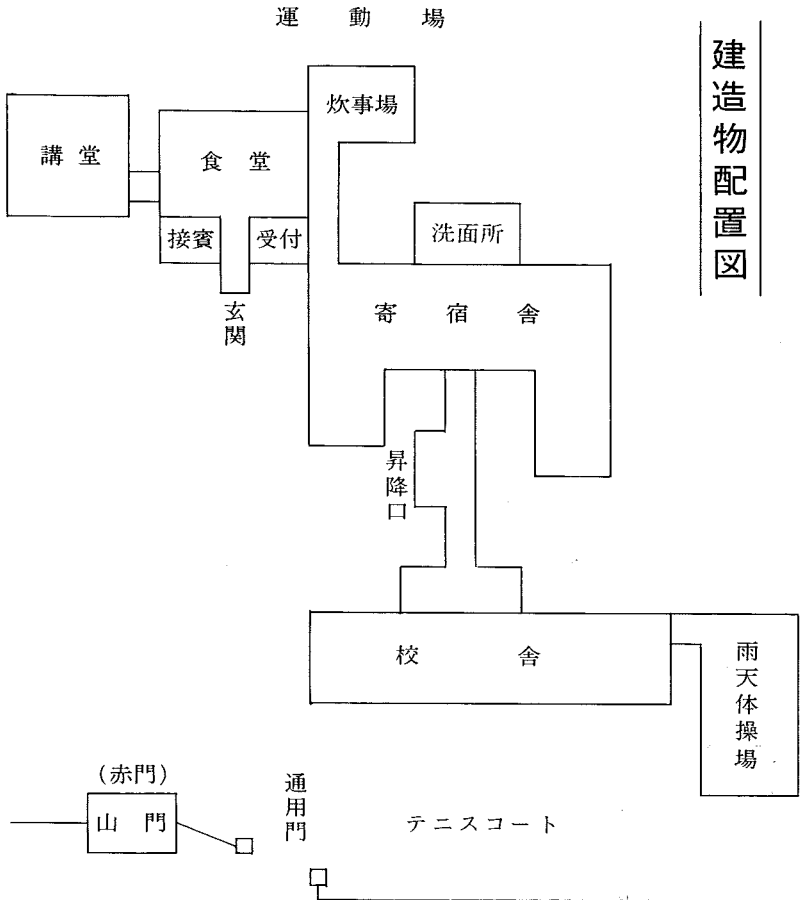 建造物配置図
運動場
炊事場
講堂
食堂
洗面所
接賓
受付
玄関
寄宿舎
昇降口
校舎
雨天体操場
(赤門)
山門
通用門
テニスコート